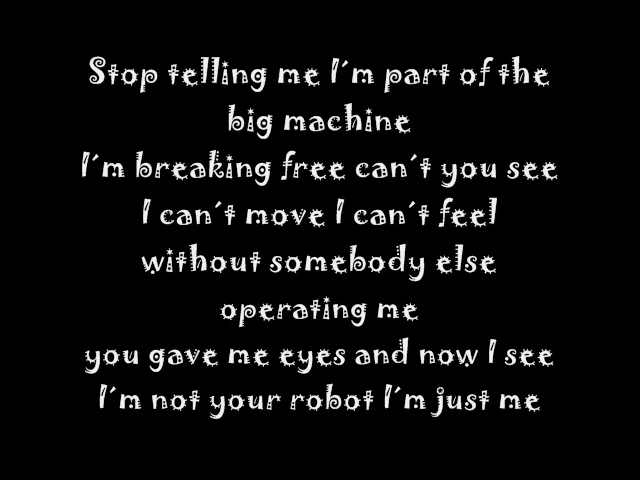 Stop telling me I´m part of the
big machine
I´m breaking free can´t you see
I can´t move I can´t feel
without somebody else
operating me
you gave me eyes and now I see
I´m not your robot I´m just me